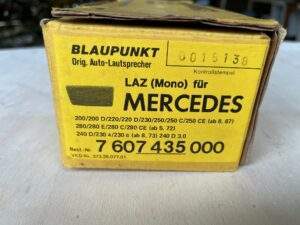 BLAUPUNKT
0015130
Orig. Auto-Lautsprecher
Kontrollstempel
LAZ (Mono) für
MERCEDES
200/200 D/220/220 D/230/250/250 C/250 CE (ab 8. 67)
280/280 E/280 C/280 CE (ab 5. 72)
240 D/230 4/230 6 (ab 8. 73) 240 D 3.0
Best.-Nr. 7 607 435 000